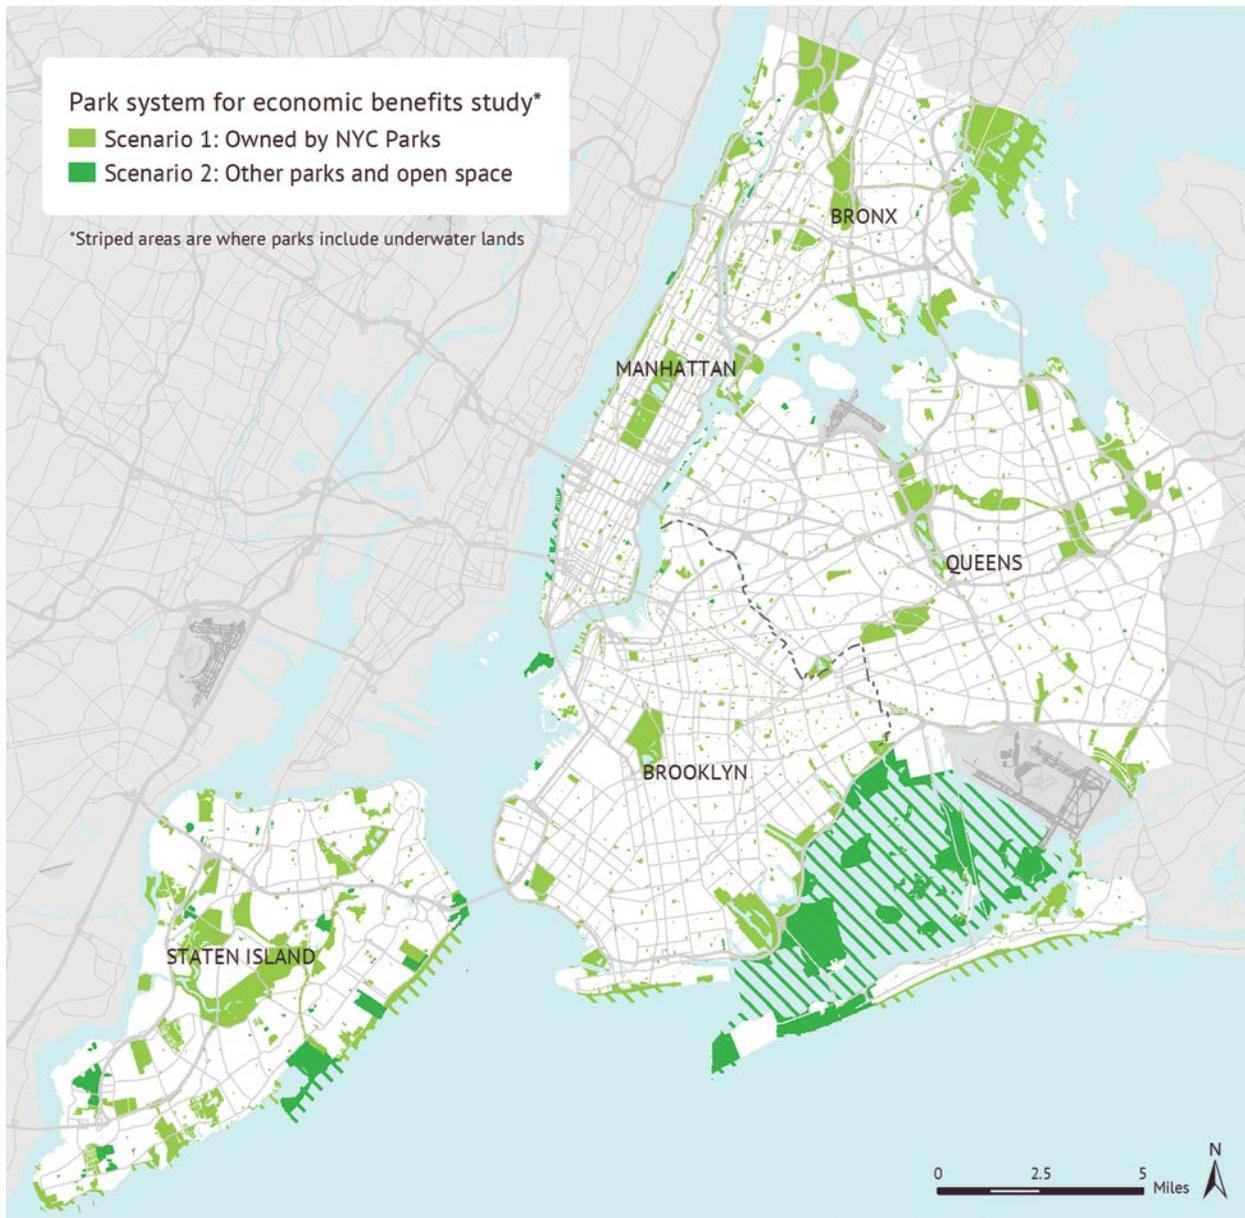 Park system for economic benefits study*
Scenario 1: Owned by NYC Parks
Scenario 2: Other parks and open space
*Striped areas are where parks include underwater lands
BRONX
MANHATTAN
QUEENS
BROOKLYN
STATEN ISLAND
N
0 2.5 5
Miles